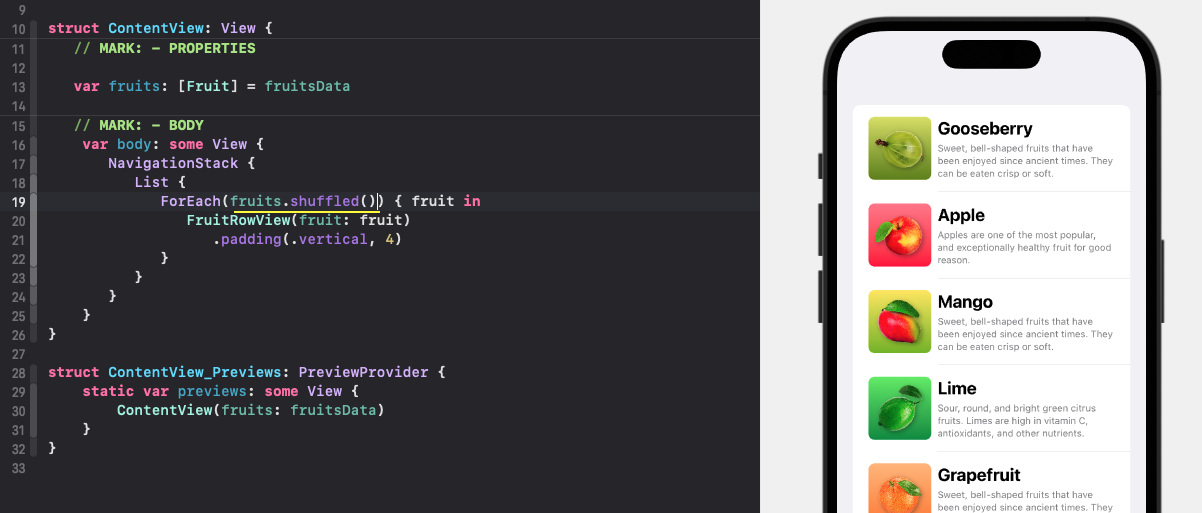 9
10 struct ContentView: View {
11 // MARK: - PROPERTIES
12
13 var fruits: [Fruit] = fruitsData
14
15 // MARK: - BODY
16 var body: some View {
17 NavigationStack {
18 List {
19 ForEach(fruits.shuffled()) { fruit in
20 FruitRowView(fruit: fruit)
21 .padding(.vertical, 4)
22 }
23 }
24 }
25 }
26 }
27
28 struct ContentView_Previews: PreviewProvider {
29 static var previews: some View {
30 ContentView(fruits: fruitsData)
31 }
32 }
33
Gooseberry
Sweet, bell-shaped fruits that have
been enjoyed since ancient times. They
can be eaten crisp or soft.
Apple
Apples are one of the most popular,
and exceptionally healthy fruit for good
reason.
Mango
Sweet, bell-shaped fruits that have
been enjoyed since ancient times. They
can be eaten crisp or soft.
Lime
Sour, round, and bright green citrus
fruits. Limes are high in vitamin C,
antioxidants, and other nutrients.
Grapefruit
Sweet, bell-shaped fruits that have
been enjoyed since ancient times. They